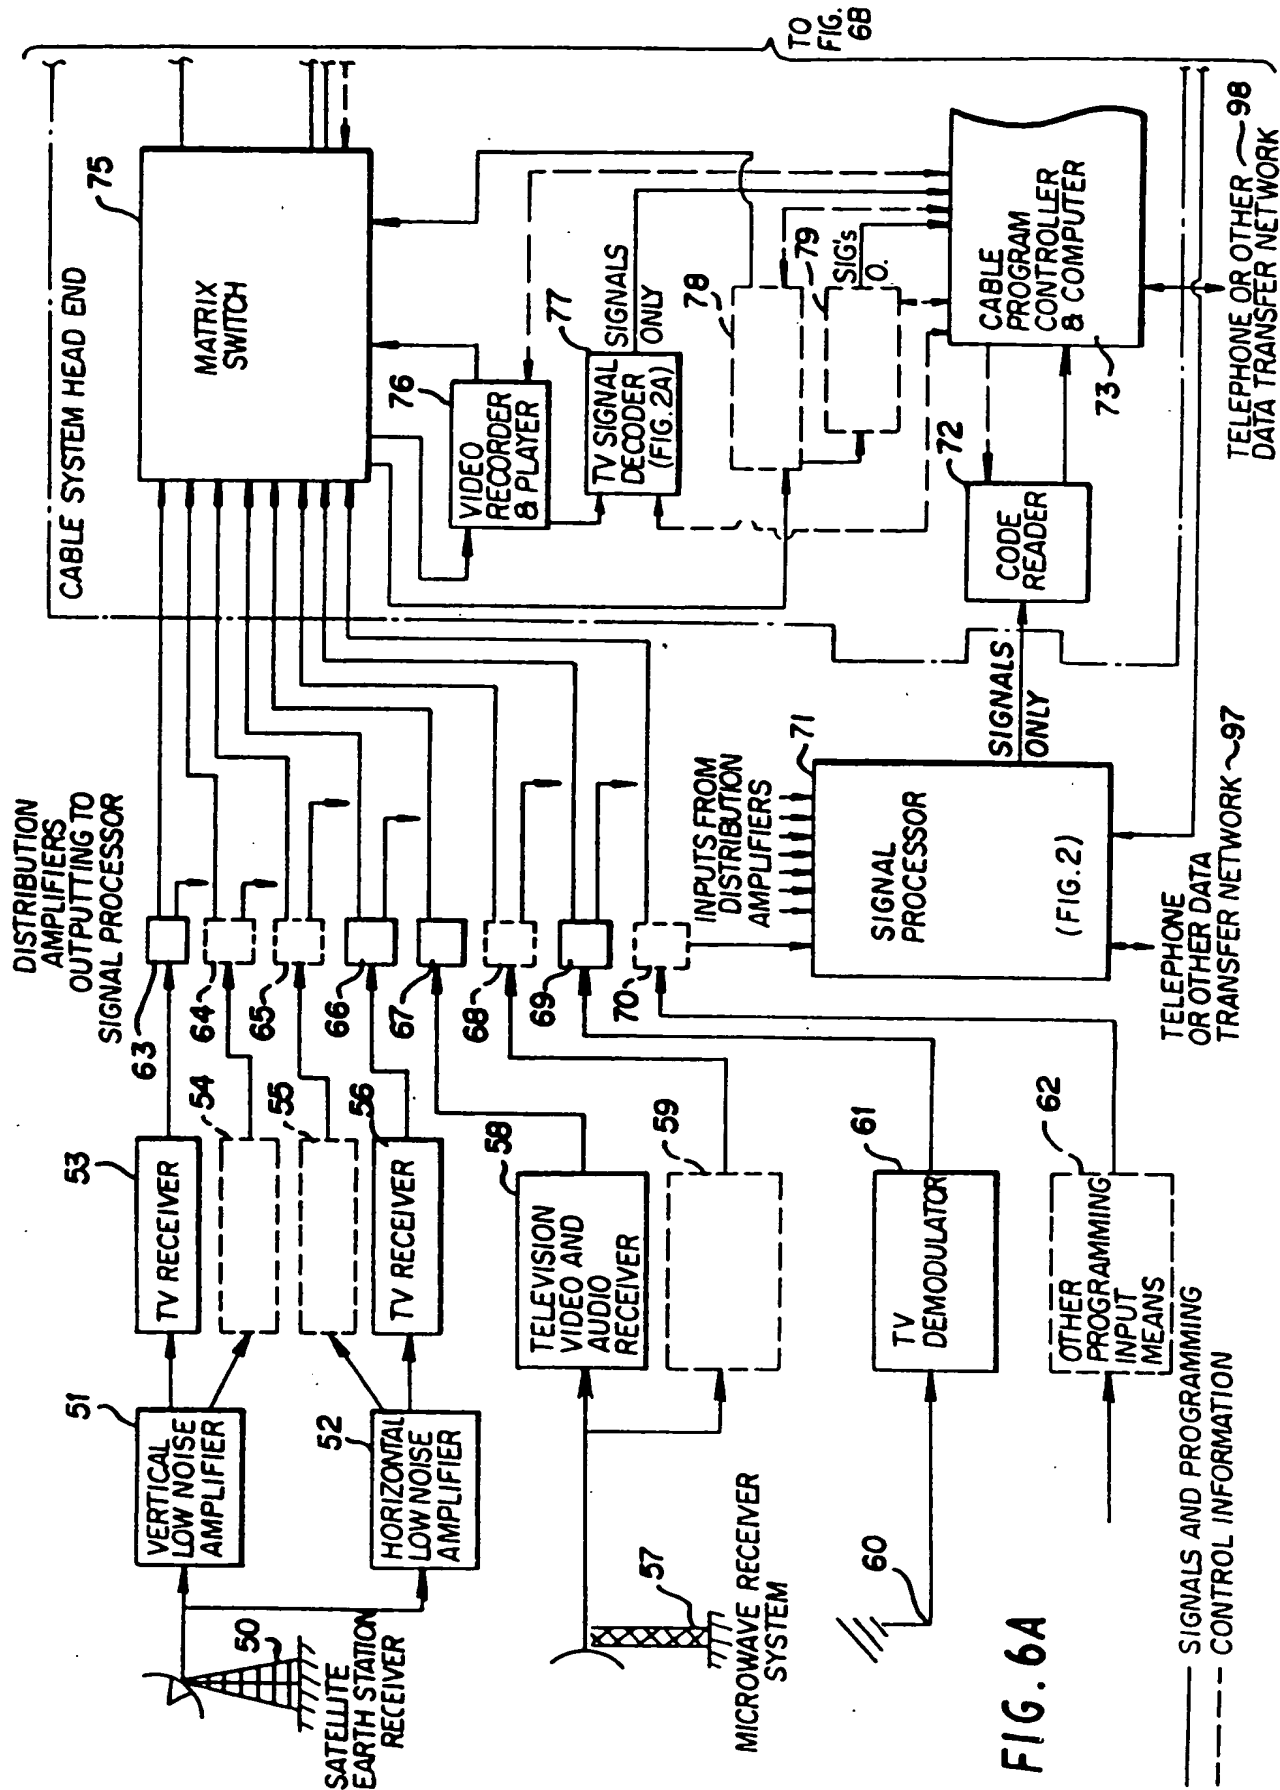 SATELLITE
EARTH STATION
RECEIVER
50
VERTICAL
LOW NOISE
AMPLIFIER
51
HORIZONTAL
LOW NOISE
AMPLIFIER
52
TV RECEIVER
53
54
55
TV RECEIVER
56
MICROWAVE RECEIVER
SYSTEM
57
TELEVISION
VIDEO AND
AUDIO
RECEIVER
58
59
60
TV
DEMODULATOR
61
OTHER
PROGRAMMING
INPUT
MEANS
62
DISTRIBUTION
AMPLIFIERS
OUTPUTTING TO
SIGNAL PROCESSOR
63
64
65
66
67
68
69
70
INPUTS FROM
DISTRIBUTION
AMPLIFIERS
71
SIGNAL
PROCESSOR
(FIG.2)
TELEPHONE
OR OTHER DATA
TRANSFER NETWORK~97
SIGNALS
ONLY
CABLE SYSTEM HEAD END
MATRIX
SWITCH
75
VIDEO
RECORDER
& PLAYER
76
TV SIGNAL
DECODER
(FIG.2A)
77
SIGNALS
ONLY
78
79
SIG's
O.
CODE
READER
72
CABLE
PROGRAM
CONTROLLER
& COMPUTER
73
TELEPHONE OR OTHER~98
DATA TRANSFER NETWORK
TO
FIG.
6B
FIG. 6A
SIGNALS AND PROGRAMMING
CONTROL INFORMATION